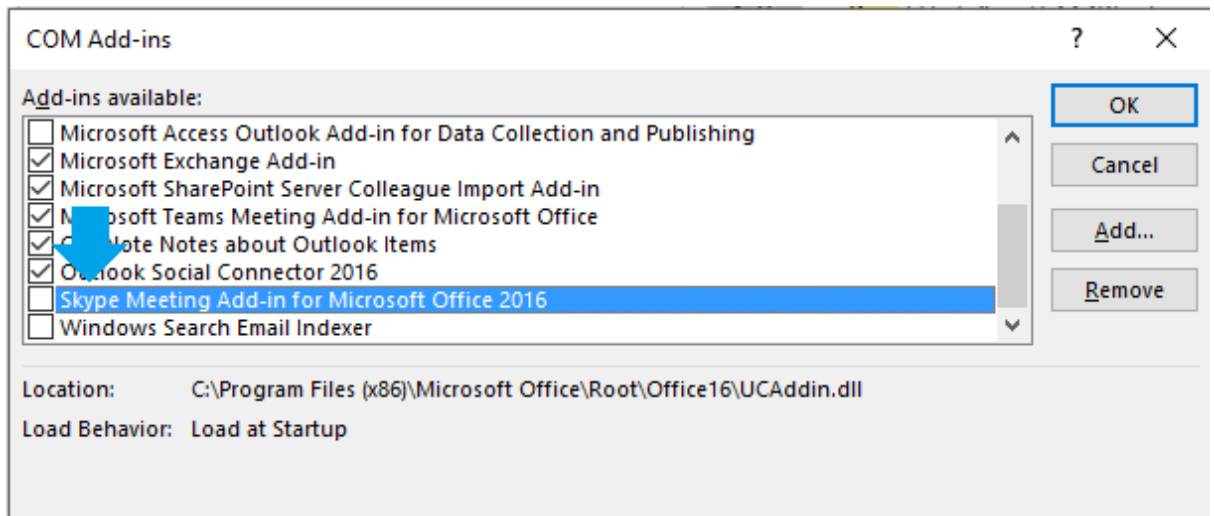 COM Add-ins
?
Add-ins available:
Microsoft Access Outlook Add-in for Data Collection and Publishing
Microsoft Exchange Add-in
Microsoft SharePoint Server Colleague Import Add-in
Microsoft Teams Meeting Add-in for Microsoft Office
OneNote Notes about Outlook Items
Outlook Social Connector 2016
Skype Meeting Add-in for Microsoft Office 2016
Windows Search Email Indexer
OK
Cancel
Add...
Remove
Location: C:\Program Files (x86)\Microsoft Office\Root\Office16\UCAddin.dll
Load Behavior: Load at Startup